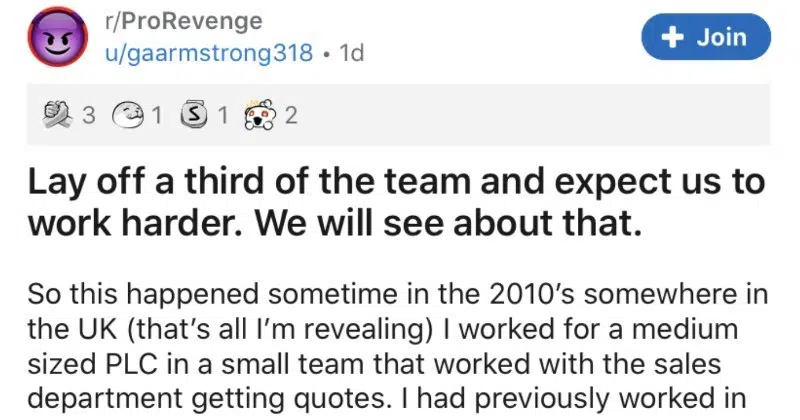 r/ProRevenge
u/gaarmstrong318 • 1d
+ Join
3 1 S 1 2
Lay off a third of the team and expect us to
work harder. We will see about that.
So this happened sometime in the 2010's somewhere in
the UK (that's all I'm revealing) I worked for a medium
sized PLC in a small team that worked with the sales
department getting quotes. I had previously worked in